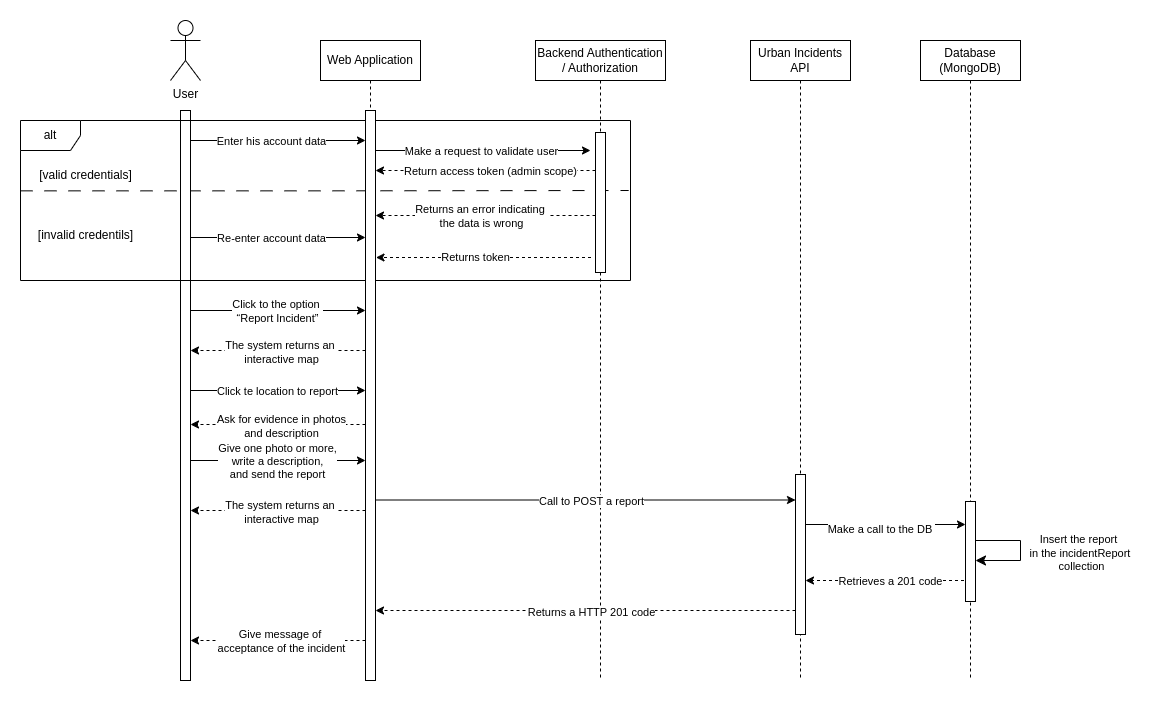 User
Web Application
Backend Authentication
/ Authorization
Urban Incidents
API
Database
(MongoDB)
alt
Enter his account data
Make a request to validate user
[valid credentials]
Return access token (admin scope)
Returns an error indicating
the data is wrong
[invalid credentils]
Re-enter account data
Returns token
Click to the option
“Report Incident”
The system returns an
interactive map
Click te location to report
Ask for evidence in photos
and description
Give one photo or more,
write a description,
and send the report
The system returns an
interactive map
Call to POST a report
Make a call to the DB
Insert the report
in the incidentReport
collection
Retrieves a 201 code
Returns a HTTP 201 code
Give message of
acceptance of the incident